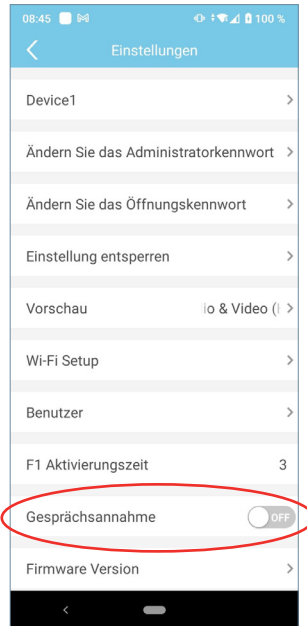 08:45 100 %
Einstellungen
Device1
Ändern Sie das Administratorkennwort
Ändern Sie das Öffnungskennwort
Einstellung entsperren
Vorschau io & Video (
Wi-Fi Setup
Benutzer
F1 Aktivierungszeit 3
Gesprächsannahme OFF
Firmware Version